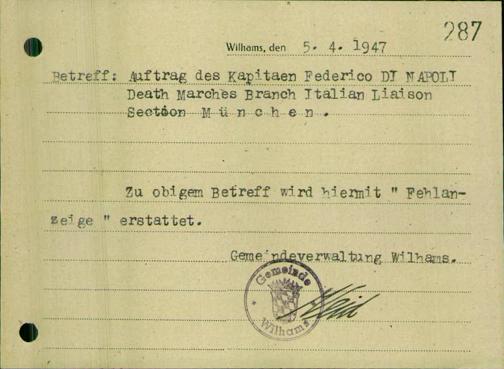 287
Wilhams, den 5. 4. 1947
Betreff: Auftrag des Kapitaen Federico DI NAPOLI
Death Marches Branch Italian Liaison
Section M ü n c h e n .
Zu obigem Betreff wird hiermit " Fehlan-
zeige " erstattet.
Gemeindeverwaltung Wilhams.
Gemeinde
Wilhams